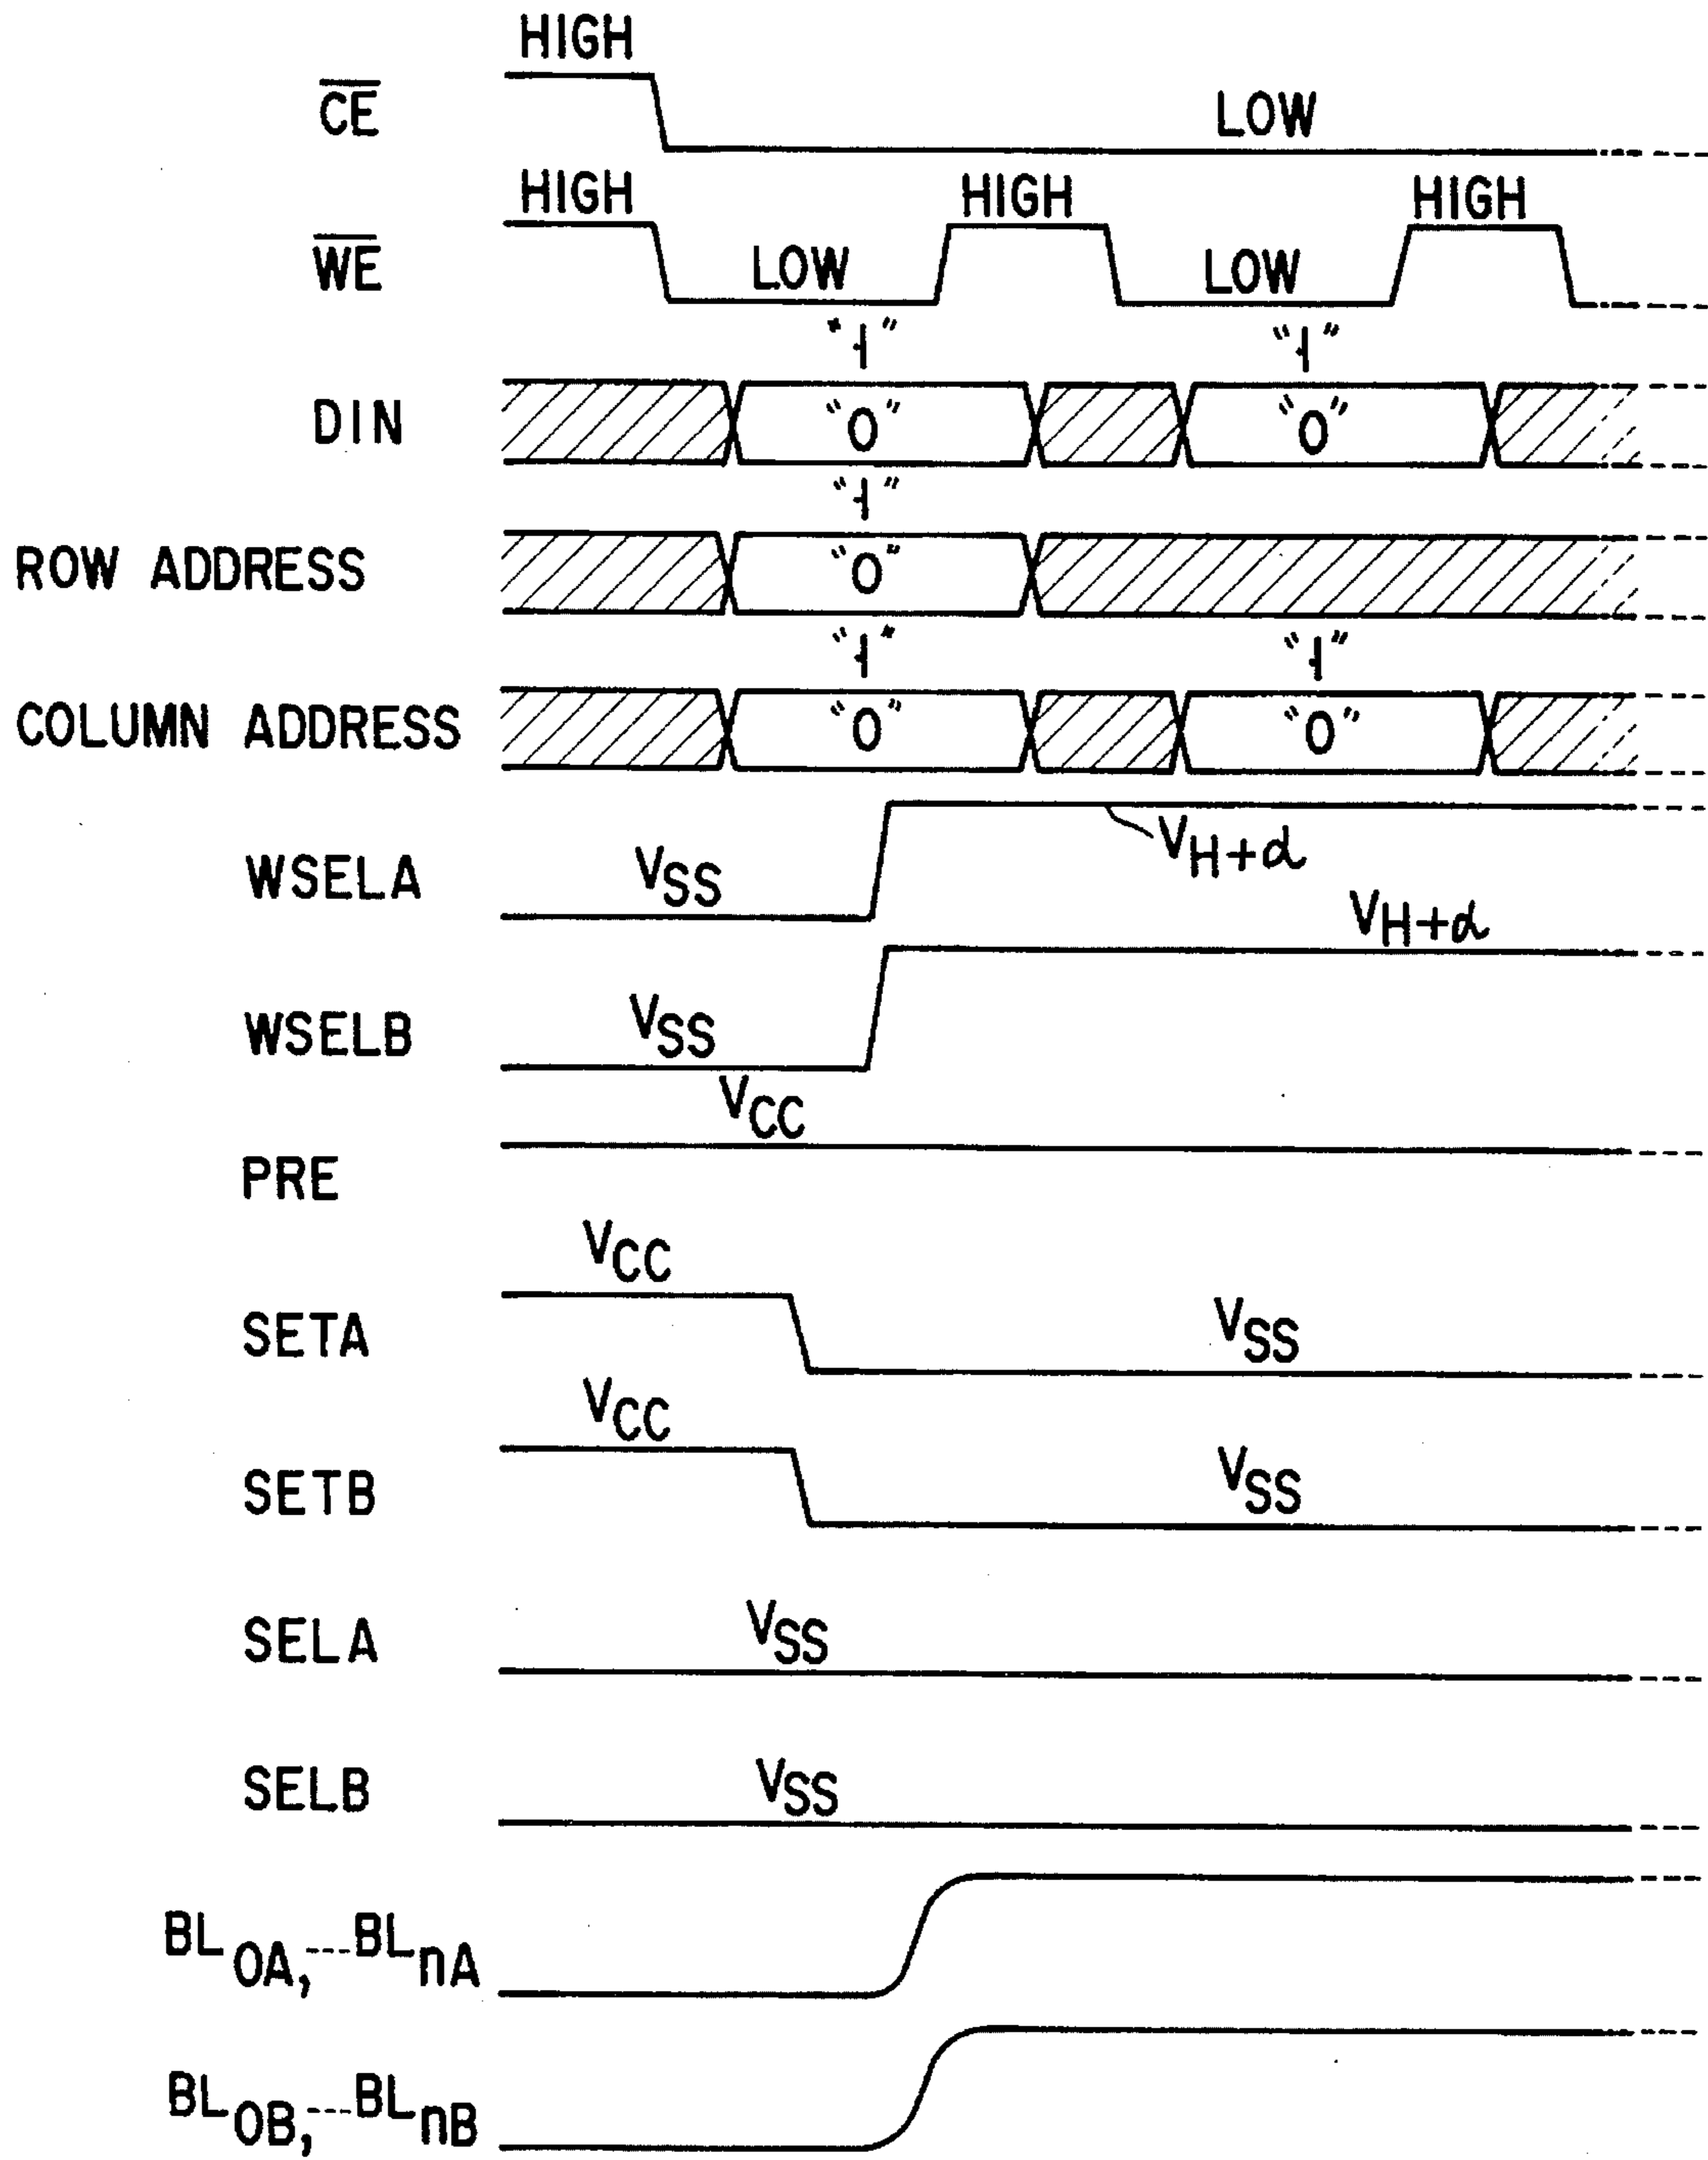 HIGH
C̅E̅
LOW
HIGH
HIGH
HIGH
W̅E̅
LOW
LOW
"1"
"1"
DIN
"0"
"0"
"1"
ROW ADDRESS
"0"
"1"
"1"
COLUMN ADDRESS
"0"
"0"
VH+α
WSELA
VSS
VH+α
WSELB
VSS
VCC
PRE
VCC
SETA
VSS
VCC
SETB
VSS
SELA
VSS
SELB
VSS
BL0A,---BLnA
BL0B,---BLnB